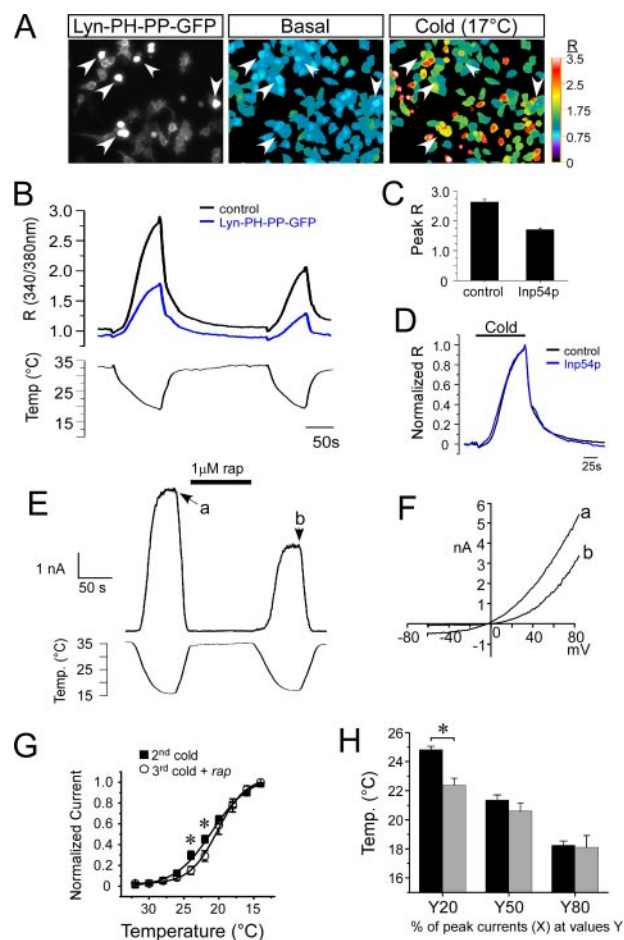 A
Lyn-PH-PP-GFP
Basal
Cold (17°C)
R
3.5
2.5
1.75
0.75
0
B
control
Lyn-PH-PP-GFP
R (340/380nm)
3.0
2.5
2.0
1.5
1.0
Temp (°C)
35
25
15
50s
C
Peak R
3.0
2.0
1.0
0
control
Inp54p
D
Cold
control
Inp54p
Normalized R
1.0
0.8
0.6
0.4
0.2
0
25s
E
1μM rap
a
b
1 nA
50 s
Temp. (°C)
35
25
15
F
6
5
nA
4
3
2
1
-1
a
b
-80
-40
0
40
80
mV
G
2nd cold
3rd cold + rap
Normalized Current
1.0
0.8
0.6
0.4
0.2
0
* *
30
25
20
15
Temperature (°C)
H
*
Temp. (°C)
26
24
22
20
18
16
Y20
Y50
Y80
% of peak currents (X) at values Y